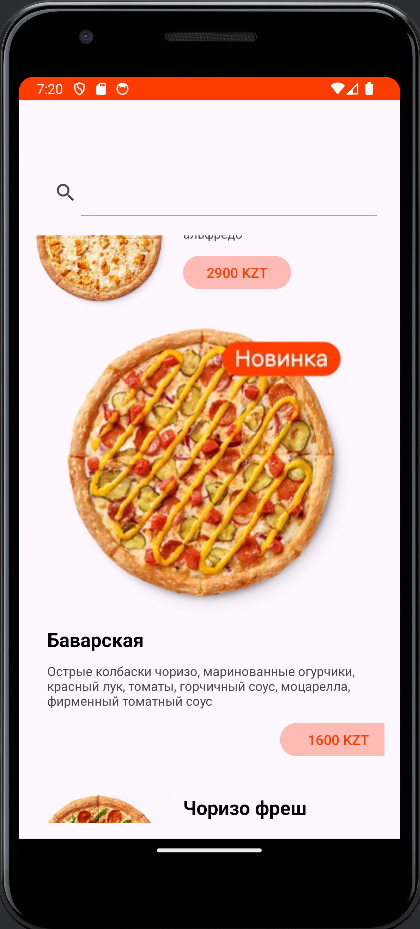 7:20
альфредо
2900 KZT
Новинка
Баварская
Острые колбаски чоризо, маринованные огурчики,
красный лук, томаты, горчичный соус, моцарелла,
фирменный томатный соус
1600 KZT
Чоризо фреш